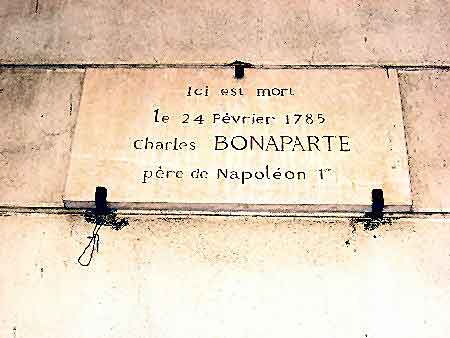 Ici est mort
le 24 Février 1785
Charles BONAPARTE
père de Napoléon 1er